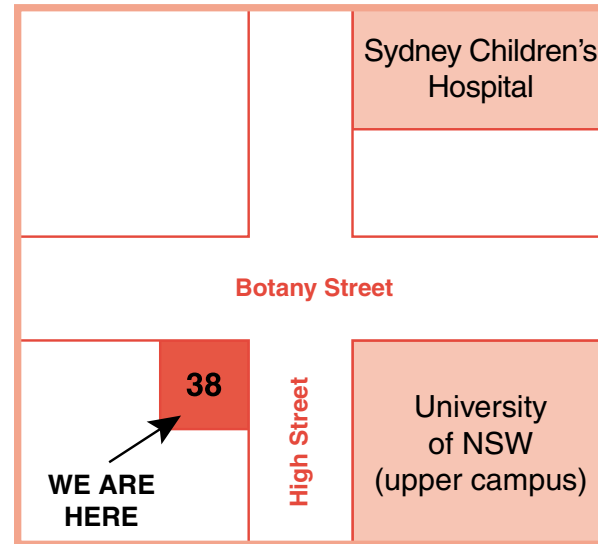 Sydney Children's
Hospital
Botany Street
38
High Street
University
of NSW
(upper campus)
WE ARE
HERE